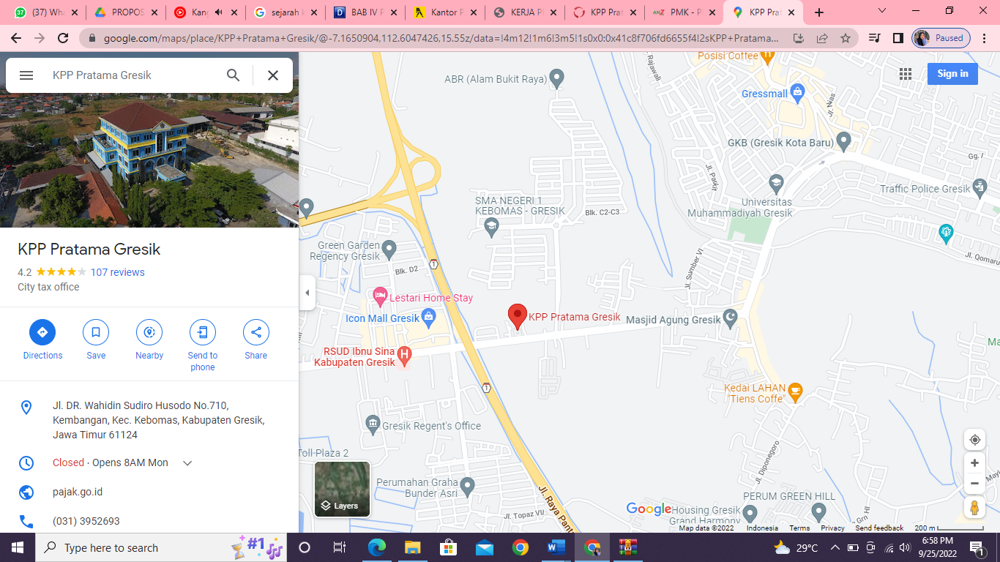 (37) Wha
PROPOS
Kang
sejarah k
BAB IV P
Kantor P
KERJA P
KPP Prat
PMK - P
KPP Prat
google.com/maps/place/KPP+Pratama+Gresik/@-7.1650904,112.6047426,15.55z/data=!4m12!1m6!3m5!1s0x0:0x41c8f706fd6655f4!2sKPP+Pratama...
Paused
KPP Pratama Gresik
KPP Pratama Gresik
4.2
107 reviews
City tax office
Directions
Save
Nearby
Send to
phone
Share
Jl. DR. Wahidin Sudiro Husodo No.710,
Kembangan, Kec. Kebomas, Kabupaten Gresik,
Jawa Timur 61124
Closed · Opens 8AM Mon
pajak.go.id
(031) 3952693
Sign in
Posisi Coffee
Jl. Rajawali
ABR (Alam Bukit Raya)
Gressmall
Jl. Nias
GKB (Gresik Kota Baru)
Gg. I
Jl. Parkit
Traffic Police Gresik
Universitas
Muhammadiyah Gresik
SMA NEGERI 1
KEBOMAS - GRESIK
Blk. C2-C3
Green Garden
Regency Gresik
Blk. D2
1
Jl. Sumber VI
Jl. Qomaru
Lestari Home Stay
Icon Mall Gresik
KPP Pratama Gresik
Masjid Agung Gresik
RSUD Ibnu Sina
Kabupaten Gresik
H
Ma
1
Kedai LAHAN
"Tiens Coffe"
Gresik Regent's Office
Toll Plaza 2
Jl. Diponegoro
Perumahan Graha
Bunder Asri
Jl. Topaz VII
Jl. Raya Pant
PERUM GREEN HILL
Housing Gresik
Grand Harmony
Layers
Google
Map data ©2022
Indonesia
Terms
Privacy
Send feedback
200 m
Type here to search
#1
29°C
6:58 PM
9/25/2022
1